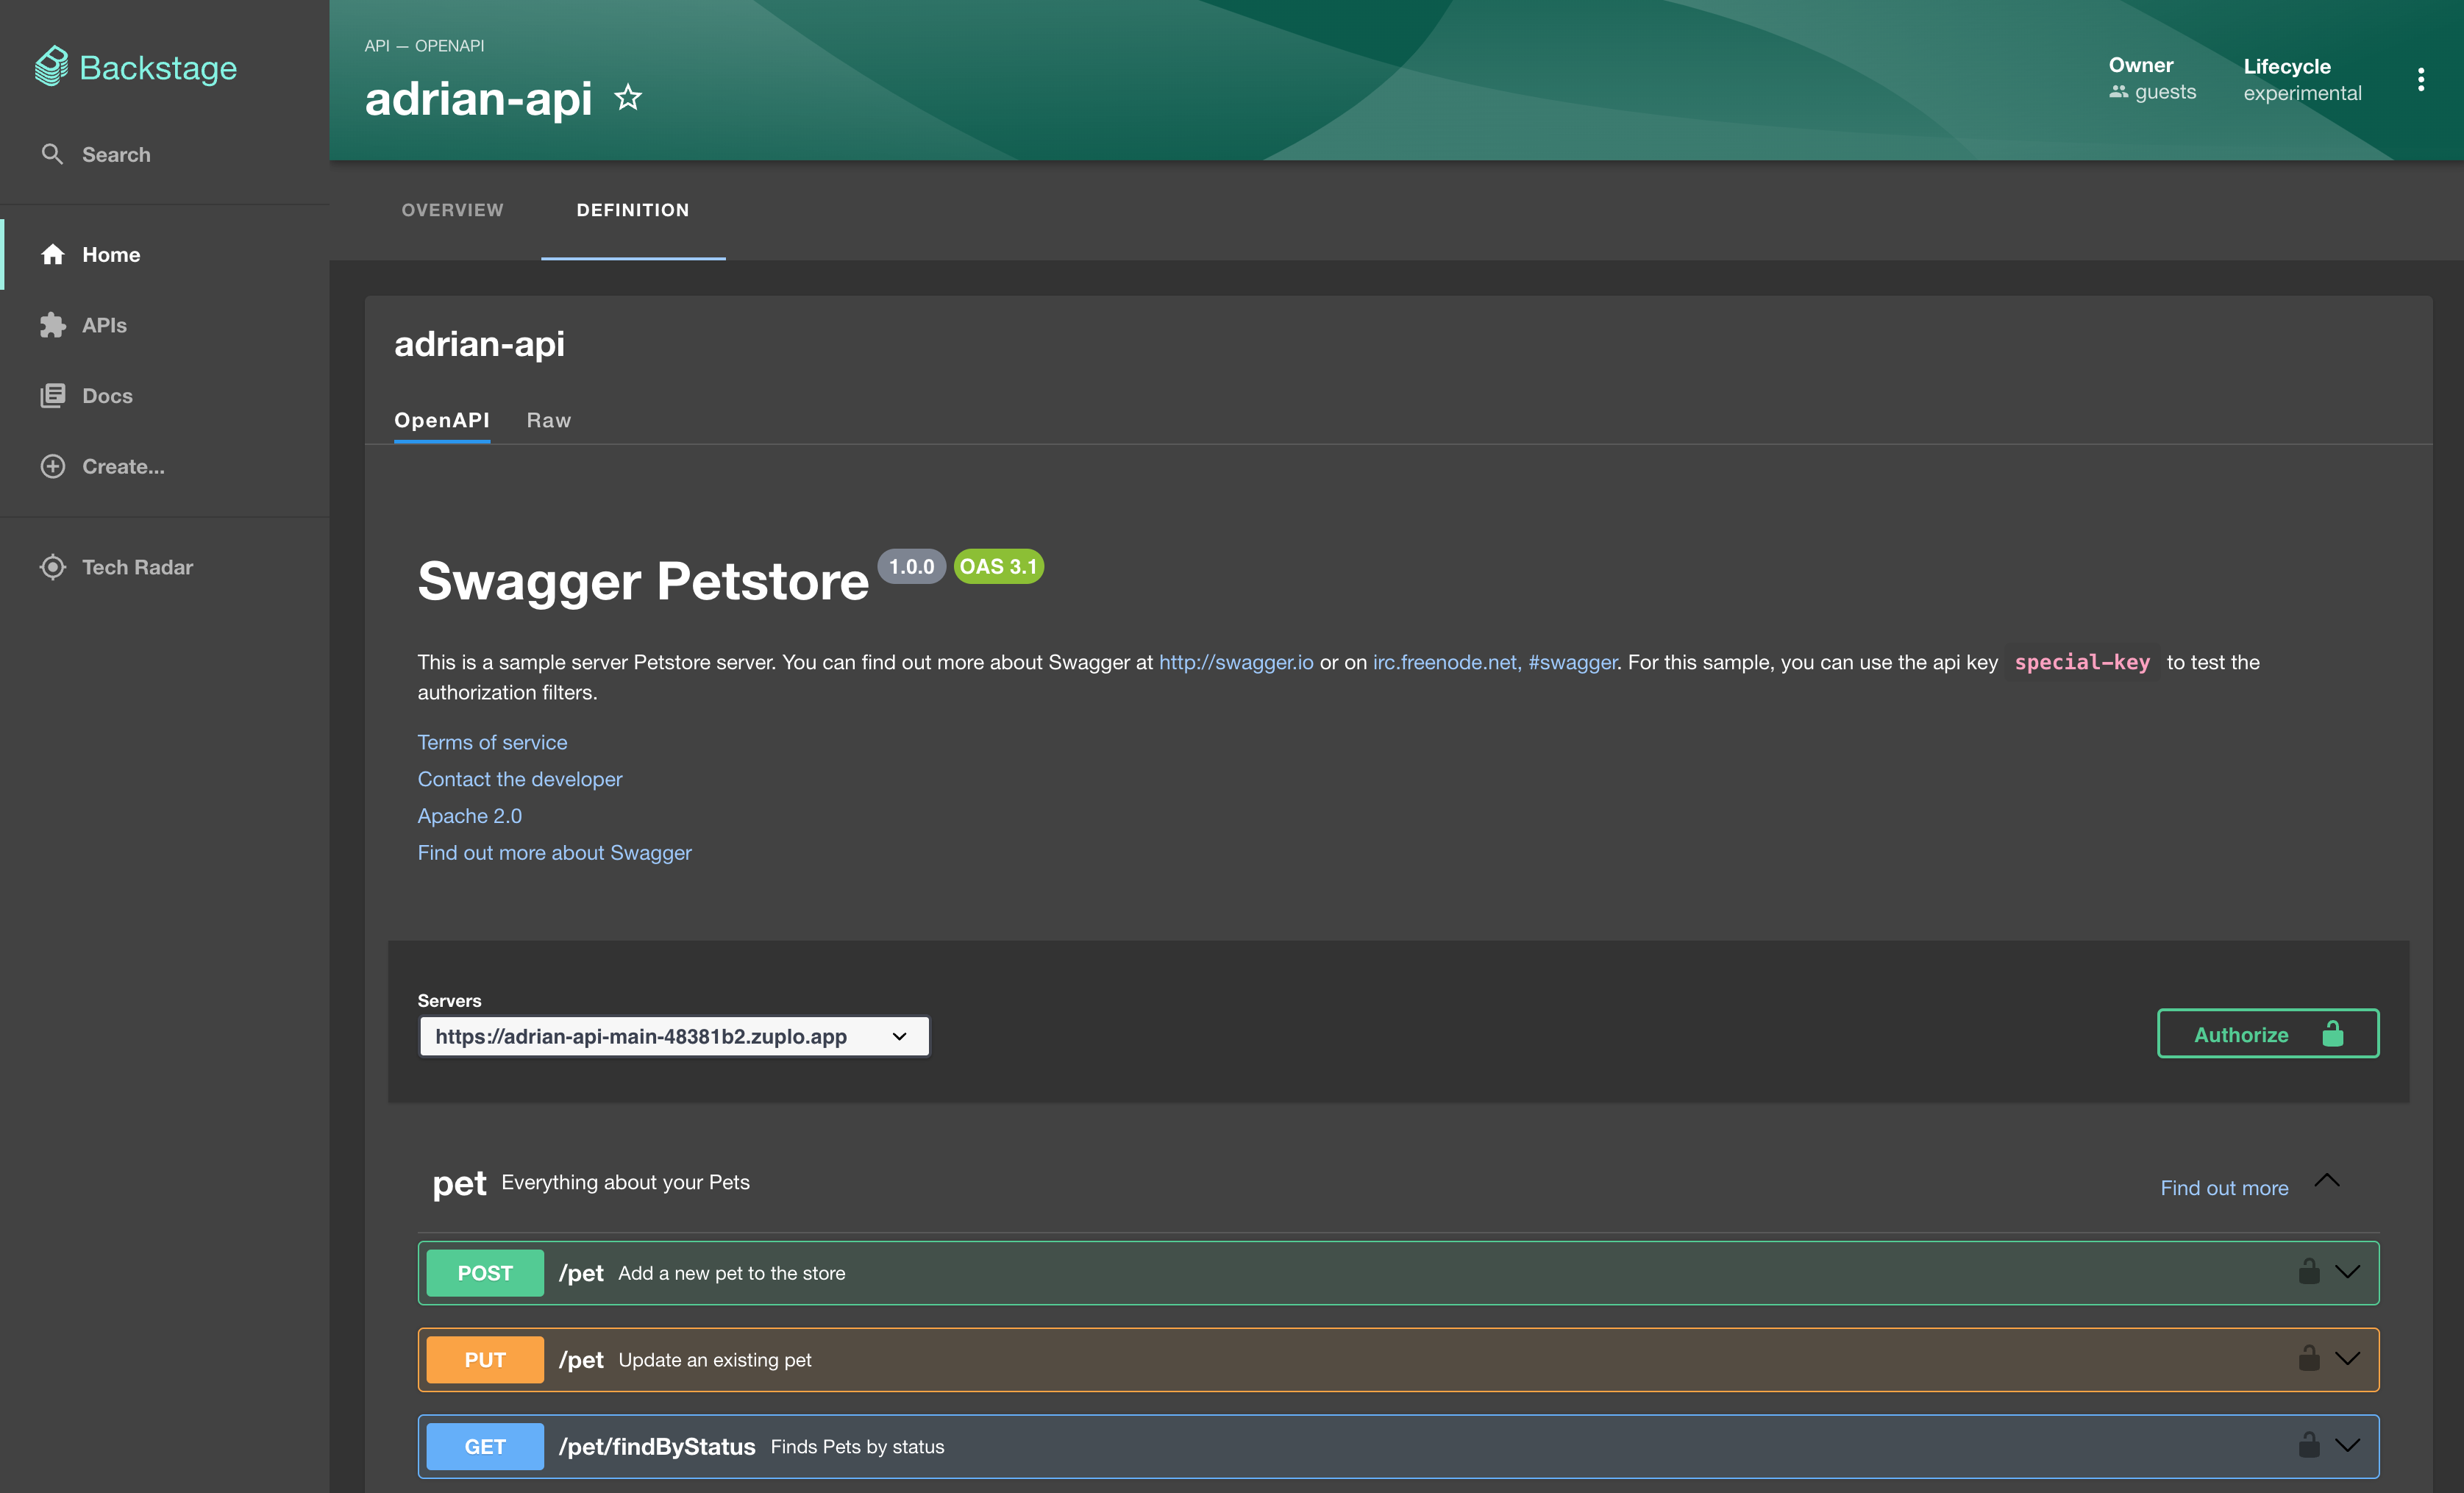 Backstage
Search
Home
APIs
Docs
Create...
Tech Radar
API — OPENAPI
adrian-api
Owner
guests
Lifecycle
experimental
OVERVIEW
DEFINITION
adrian-api
OpenAPI
Raw
Swagger Petstore 1.0.0 OAS 3.1
This is a sample server Petstore server. You can find out more about Swagger at http://swagger.io or on irc.freenode.net, #swagger. For this sample, you can use the api key special-key to test the
authorization filters.
Terms of service
Contact the developer
Apache 2.0
Find out more about Swagger
Servers
https://adrian-api-main-48381b2.zuplo.app
Authorize
pet Everything about your Pets
Find out more
POST /pet Add a new pet to the store
PUT /pet Update an existing pet
GET /pet/findByStatus Finds Pets by status